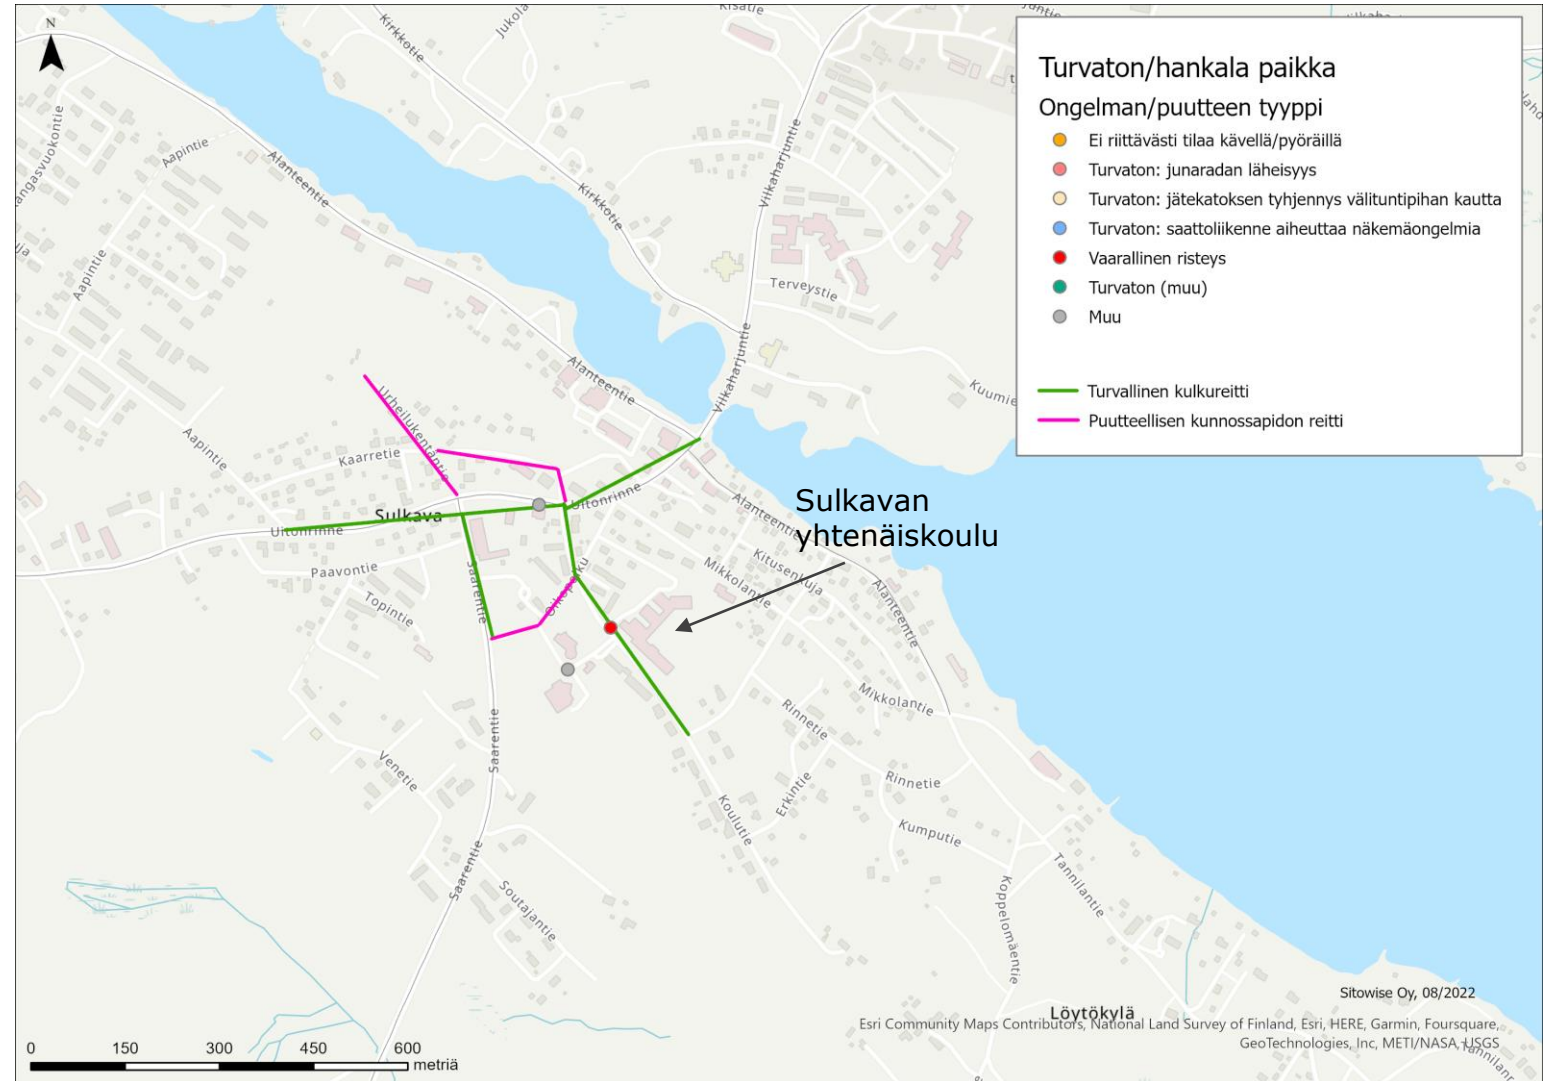 N
Risatie
Kirkkotie
Vilkaharjuntie
Aapintie
Alanteentie
Kirkkotie
Aapintie
Terveystie
Vilkaharjuntie
Alanteentie
Urheilukentäntie
Aapintie
Kaarretie
Uitonrinne
Sulkava
Uitonrinne
Alanteentie
Paavontie
Topintie
Saarentie
Mikkolantie
Kitusenkuja
Alanteentie
Sulkavan
yhtenäiskoulu
Saarentie
Venetie
Mikkolantie
Rinnetie
Rinnetie
Erkintie
Koulutie
Kumputie
Saarentie
Soutajantie
Koppelomäentie
Tannilantie
Löytökylä
Turvaton/hankala paikka
Ongelman/puutteen tyyppi
Ei riittävästi tilaa kävellä/pyöräillä
Turvaton: junaradan läheisyys
Turvaton: jätekatoksen tyhjennys välituntipihan kautta
Turvaton: saattoliikenne aiheuttaa näkemäongelmia
Vaarallinen risteys
Turvaton (muu)
Muu
Turvallinen kulkureitti
Puutteellisen kunnossapidon reitti
Sitowise Oy, 08/2022
Esri Community Maps Contributors, National Land Survey of Finland, Esri, HERE, Garmin, Foursquare,
GeoTechnologies, Inc, METI/NASA, USGS
0 150 300 450 600
metriä